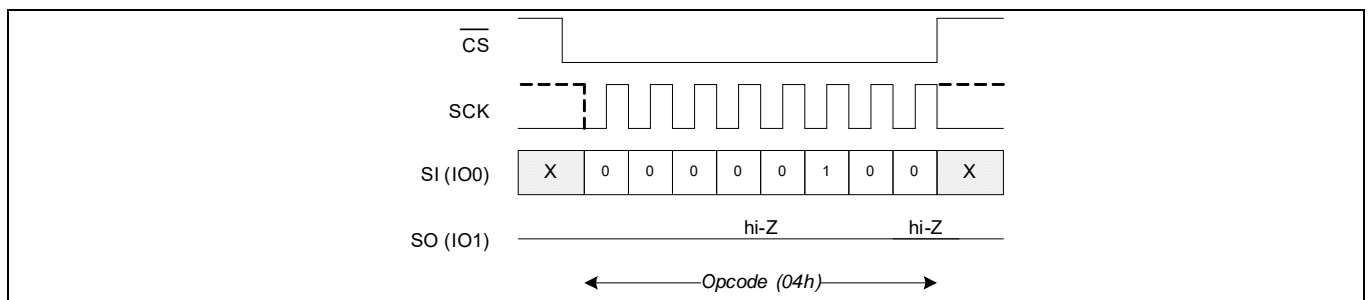 CS
SCK
SI (IO0) X 0 0 0 0 0 1 0 0 X
hi-Z hi-Z
SO (IO1)
Opcode (04h)